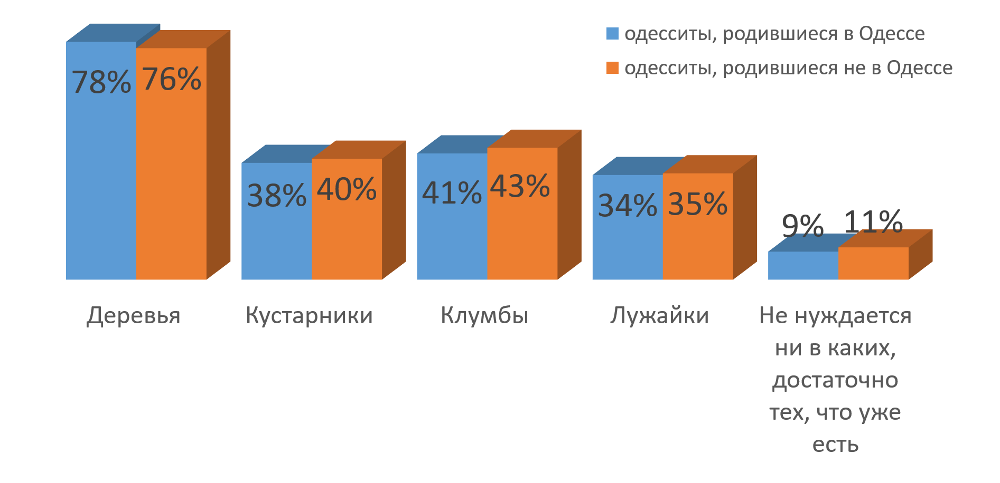 одесситы, родившиеся в Одессе
одесситы, родившиеся не в Одессе
78%
76%
38%
40%
41%
43%
34%
35%
9%
11%
Деревья
Кустарники
Клумбы
Лужайки
Не нуждается
ни в каких,
достаточно
тех, что уже
есть